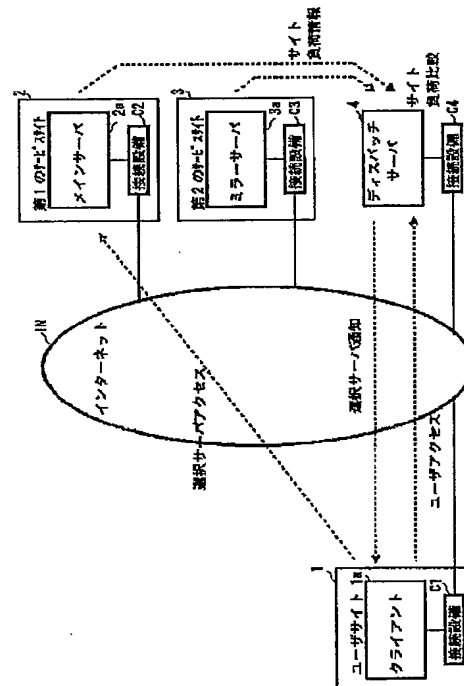 2
第1のサービスサイト
2a
メインサーバ
C2
接続設備
サイト
負荷情報
3
第2のサービスサイト
3a
ミラーサーバ
C3
接続設備
サイト
負荷比較
4
ディスパッチ
サーバ
C4
接続設備
IN
インターネット
選択サーバアクセス
選択サーバ通知
ユーザアクセス
1
ユーザサイト
1a
クライアント
C1
接続設備